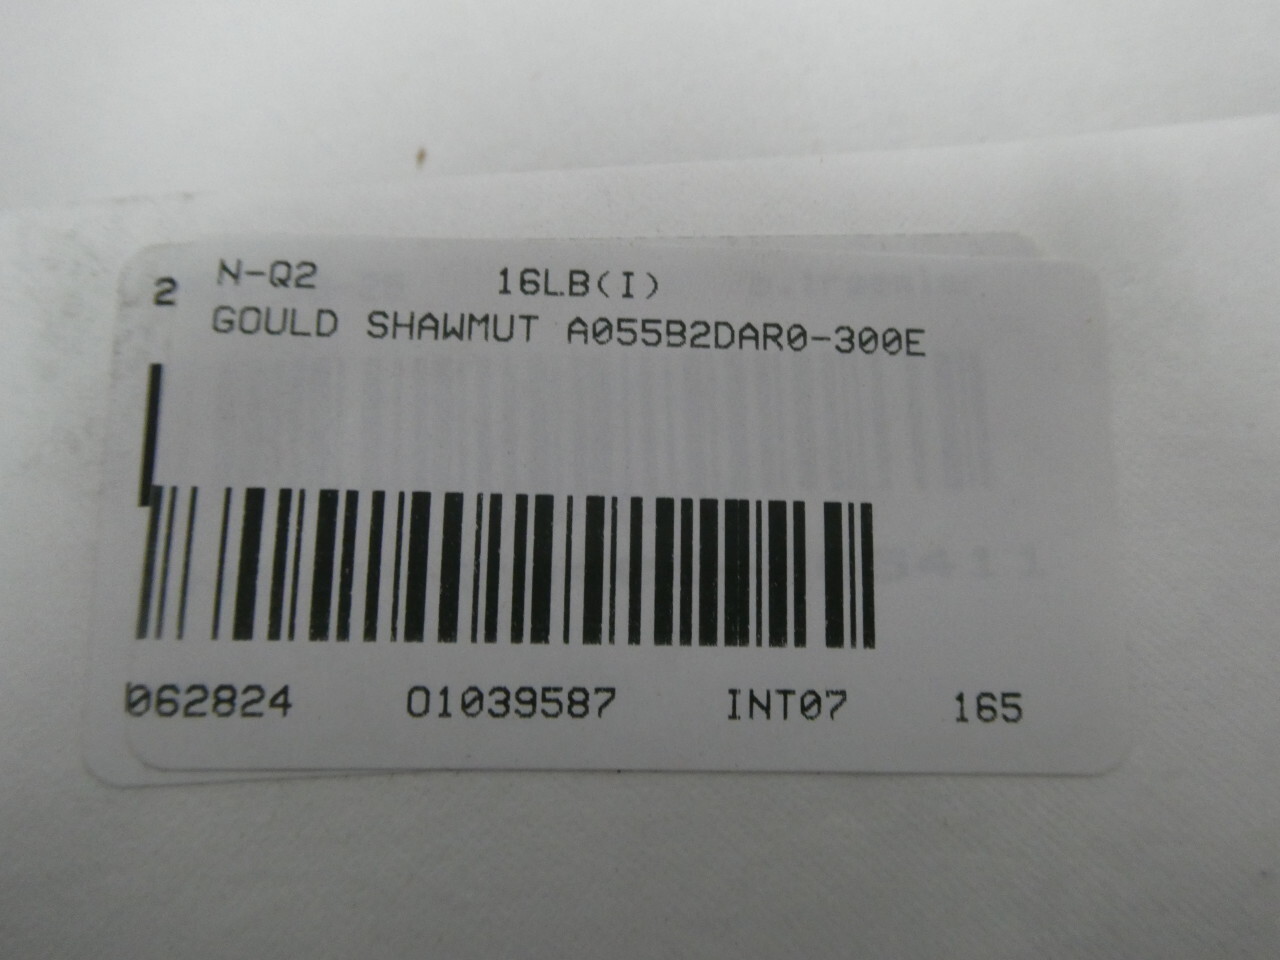 2 N-Q2 16LB(I)
GOULD SHAWMUT A055B2DAR0-300E
062824 01039587 INT07 165